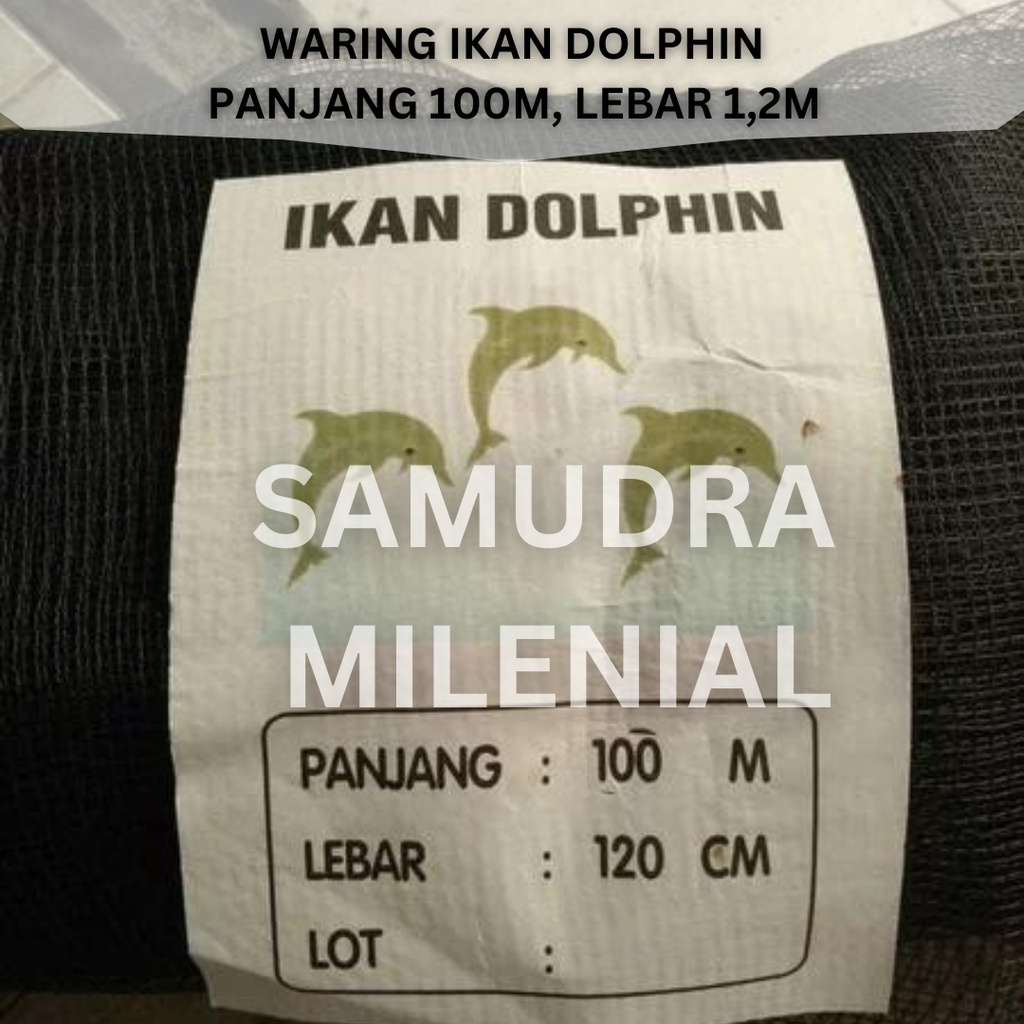 WARING IKAN DOLPHIN
PANJANG 100M, LEBAR 1,2M
IKAN DOLPHIN
SAMUDRA
MILENIAL
PANJANG : 100 M
LEBAR : 120 CM
LOT :